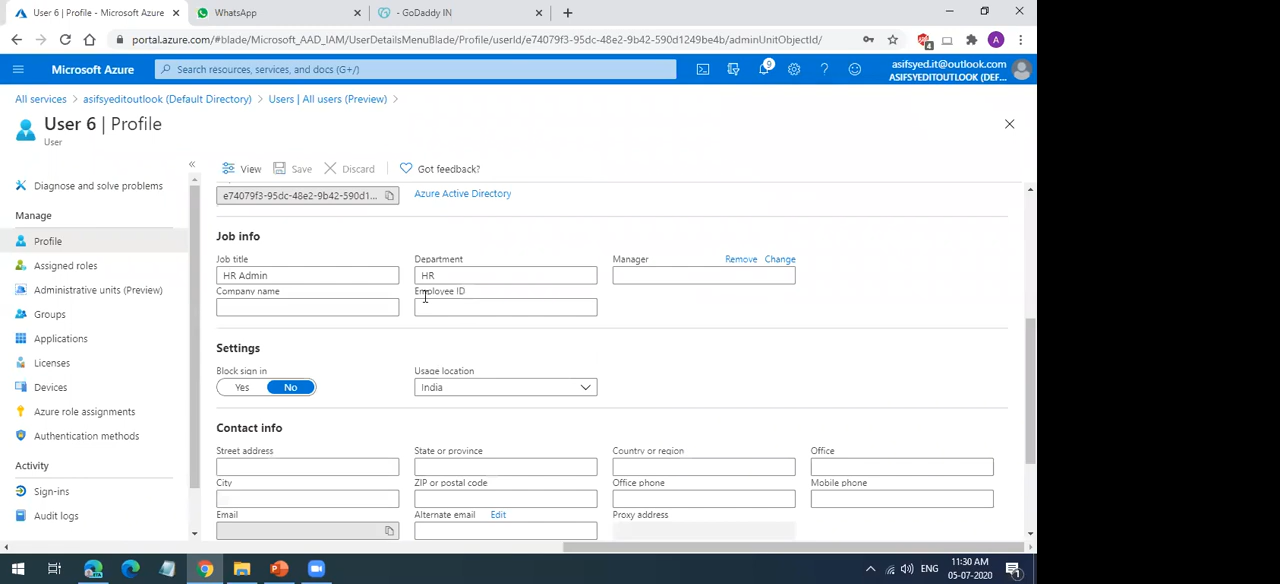 User 6 | Profile - Microsoft Azure
WhatsApp
- GoDaddy IN
portal.azure.com/#blade/Microsoft_AAD_IAM/UserDetailsMenuBlade/Profile/userId/e74079f3-95dc-48e2-9b42-590d1249be4b/adminUnitObjectId/
4
A
Microsoft Azure
Search resources, services, and docs (G+/)
9
asifsyed.it@outlook.com
ASIFSYEDITOUTLOOK (DEF...
All services > asifsyeditoutlook (Default Directory) > Users | All users (Preview) >
User 6 | Profile
User
View
Save
Discard
Got feedback?
Diagnose and solve problems
Manage
Profile
Assigned roles
Administrative units (Preview)
Groups
Applications
Licenses
Devices
Azure role assignments
Authentication methods
Activity
Sign-ins
Audit logs
e74079f3-95dc-48e2-9b42-590d1...
Azure Active Directory
Job info
Job title
Department
Manager
Remove
Change
HR Admin
HR
Company name
Employee ID
Settings
Block sign in
Usage location
Yes
No
India
Contact info
Street address
State or province
Country or region
Office
City
ZIP or postal code
Office phone
Mobile phone
Email
Alternate email
Edit
Proxy address
ENG
11:30 AM
05-07-2020
1